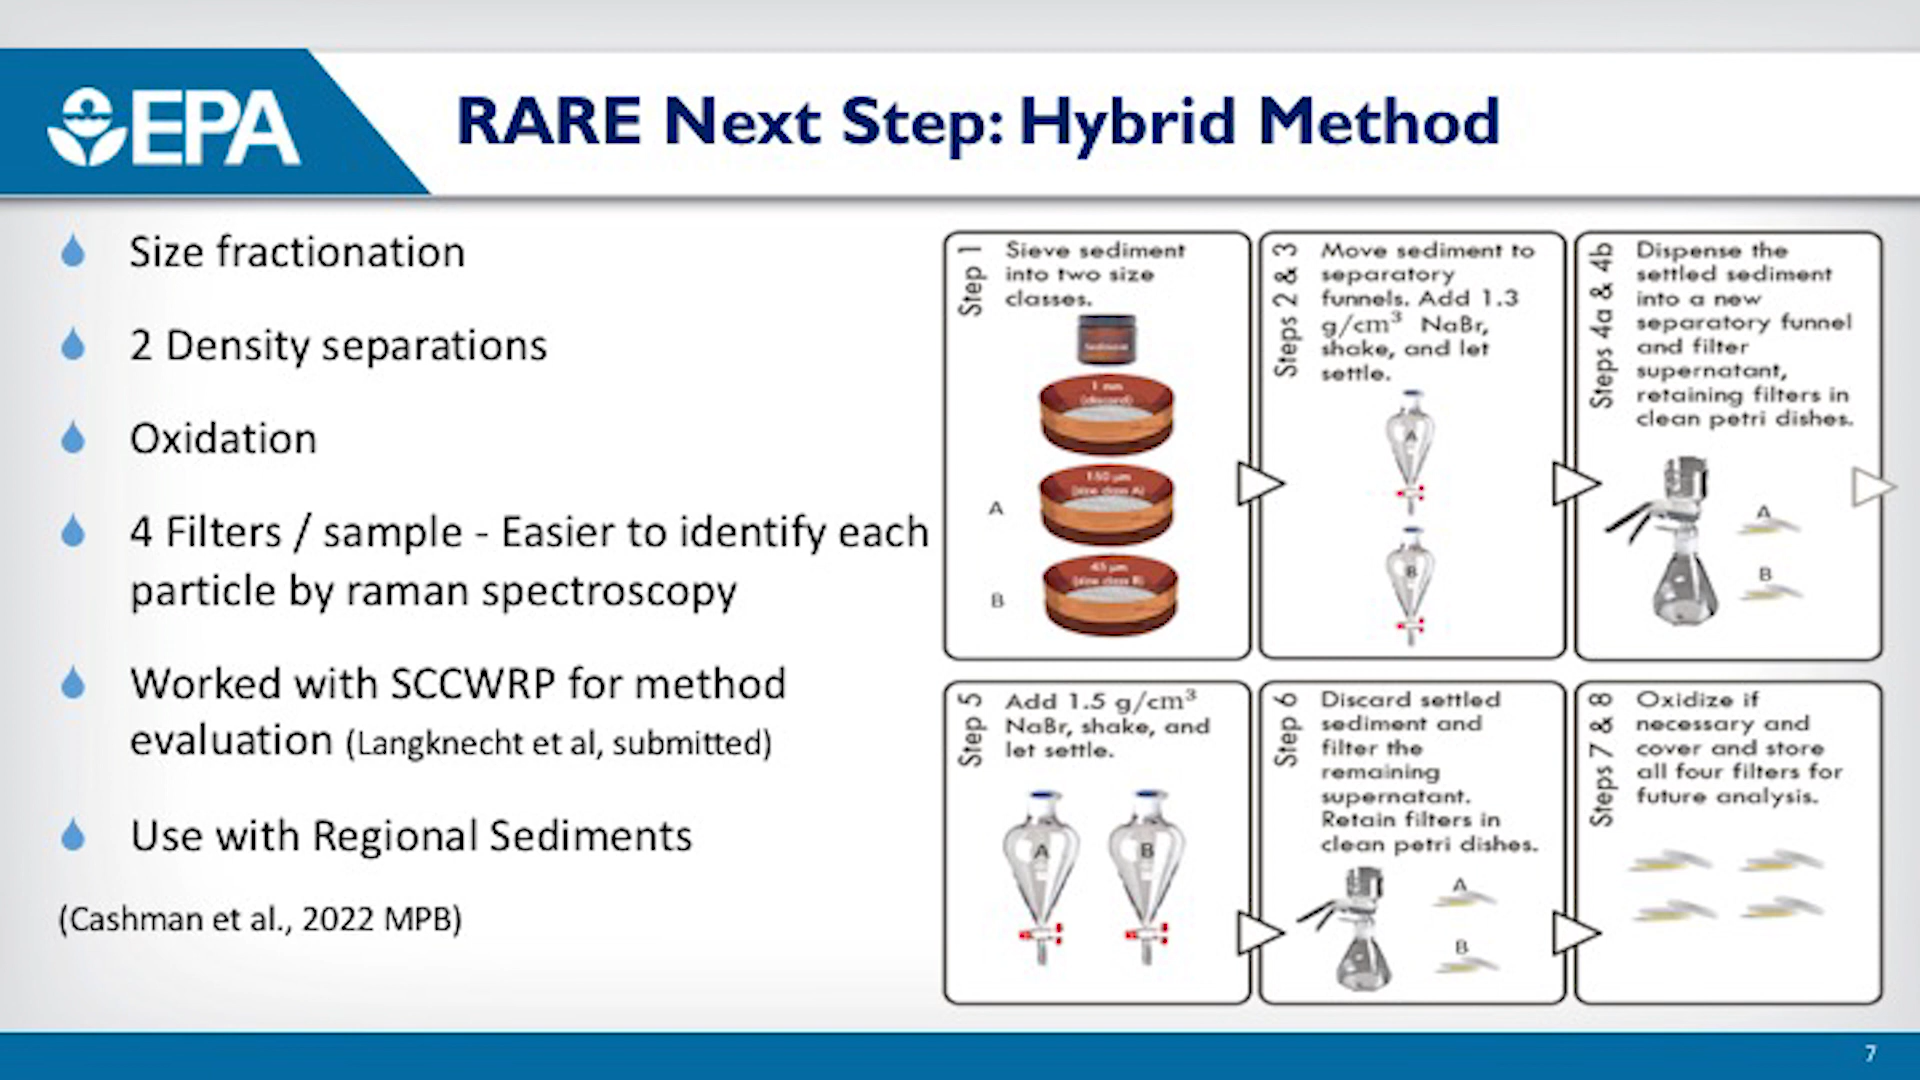 EPA
RARE Next Step: Hybrid Method
Size fractionation
2 Density separations
Oxidation
4 Filters / sample - Easier to identify each
particle by raman spectroscopy
Worked with SCCWRP for method
evaluation (Langknecht et al, submitted)
Use with Regional Sediments
(Cashman et al., 2022 MPB)
Step 1
Sieve sediment
into two size
classes.
Sediment
1 mm
(discard)
A
150 µm
(size class A)
B
45 µm
(size class B)
Steps 2 & 3
Move sediment to
separatory
funnels. Add 1.3
g/cm³ NaBr,
shake, and let
settle.
A
B
Steps 4a & 4b
Dispense the
settled sediment
into a new
separatory funnel
and filter
supernatant,
retaining filters in
clean petri dishes.
A
B
Step 5
Add 1.5 g/cm³
NaBr, shake, and
let settle.
A
B
Step 6
Discard settled
sediment and
filter the
remaining
supernatant.
Retain filters in
clean petri dishes.
A
B
Steps 7 & 8
Oxidize if
necessary and
cover and store
all four filters for
future analysis.
7